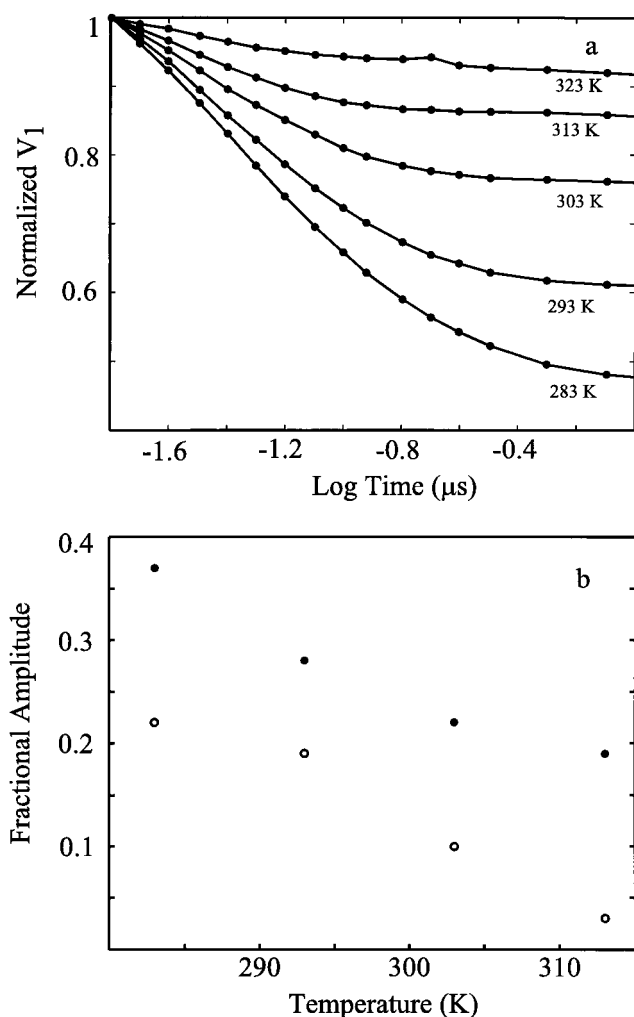 1
0.8
0.6
Normalized V1
a
323 K
313 K
303 K
293 K
283 K
-1.6
-1.2
-0.8
-0.4
Log Time (μs)
0.4
0.3
0.2
0.1
Fractional Amplitude
b
290
300
310
Temperature (K)